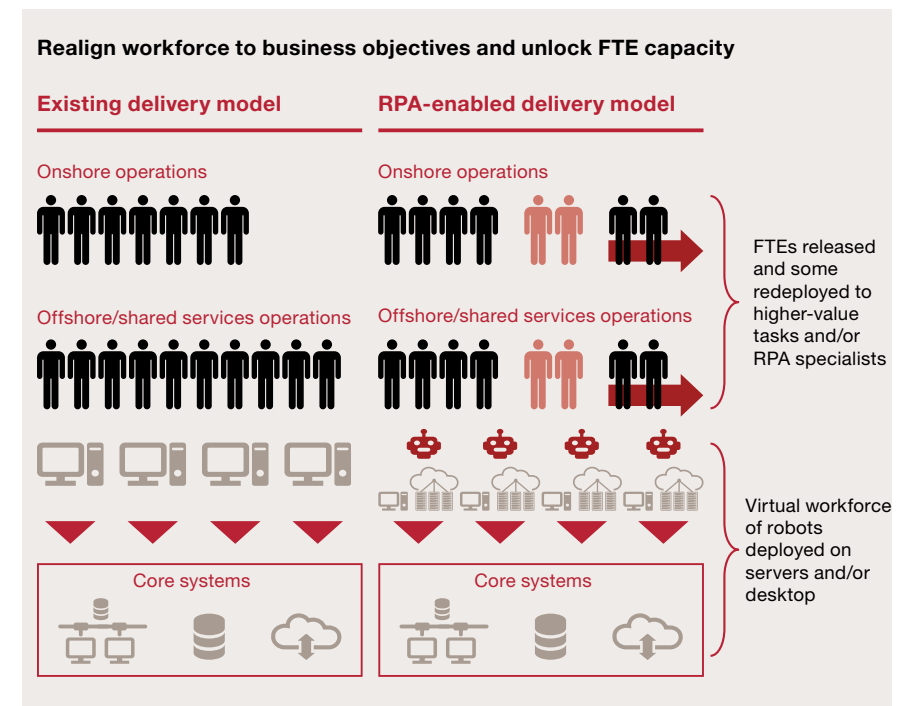 Realign workforce to business objectives and unlock FTE capacity
Existing delivery model
Onshore operations
Offshore/shared services operations
Core systems
RPA-enabled delivery model
Onshore operations
Offshore/shared services operations
Core systems
FTEs released
and some
redeployed to
higher-value
tasks and/or
RPA specialists
Virtual workforce
of robots
deployed on
servers and/or
desktop